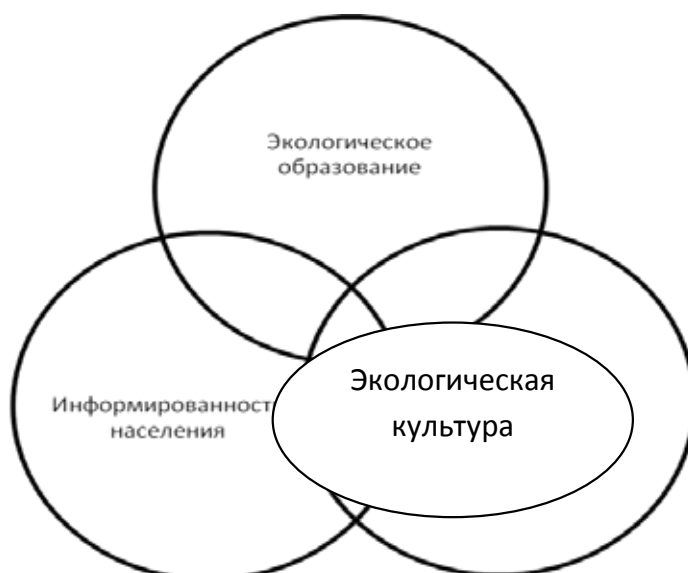 Экологическое
образование
Информированност
населения
Экологическая
культура